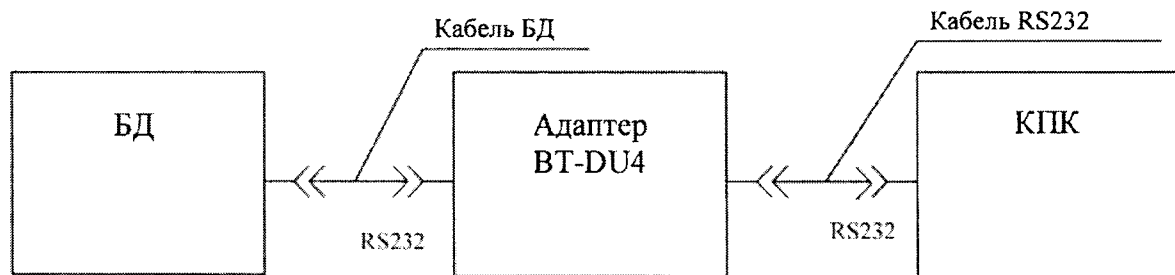 Кабель БД
Кабель RS232
БД
Адаптер
BT-DU4
КПК
RS232
RS232